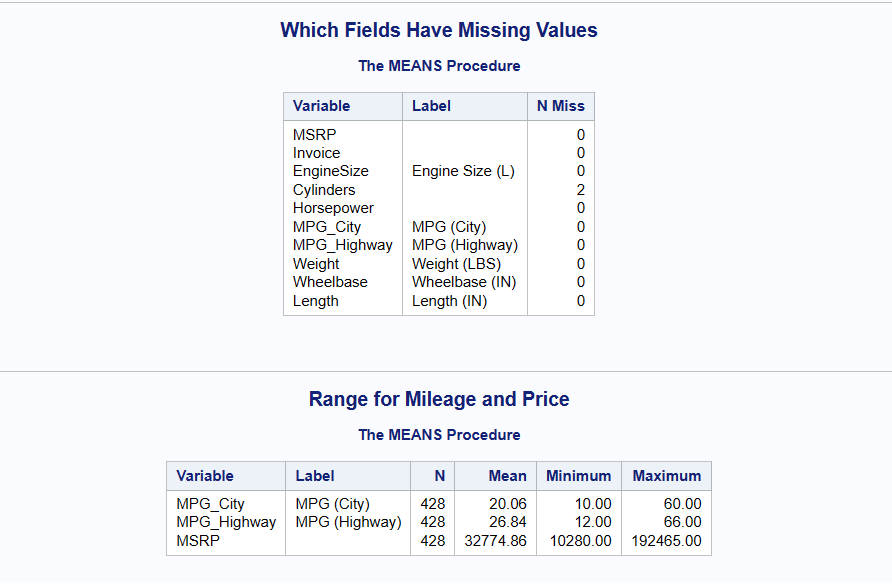 Which Fields Have Missing Values
The MEANS Procedure
Variable Label N Miss
MSRP 0
Invoice 0
EngineSize Engine Size (L) 0
Cylinders 2
Horsepower 0
MPG_City MPG (City) 0
MPG_Highway MPG (Highway) 0
Weight Weight (LBS) 0
Wheelbase Wheelbase (IN) 0
Length Length (IN) 0
Range for Mileage and Price
The MEANS Procedure
Variable Label N Mean Minimum Maximum
MPG_City MPG (City) 428 20.06 10.00 60.00
MPG_Highway MPG (Highway) 428 26.84 12.00 66.00
MSRP 428 32774.86 10280.00 192465.00